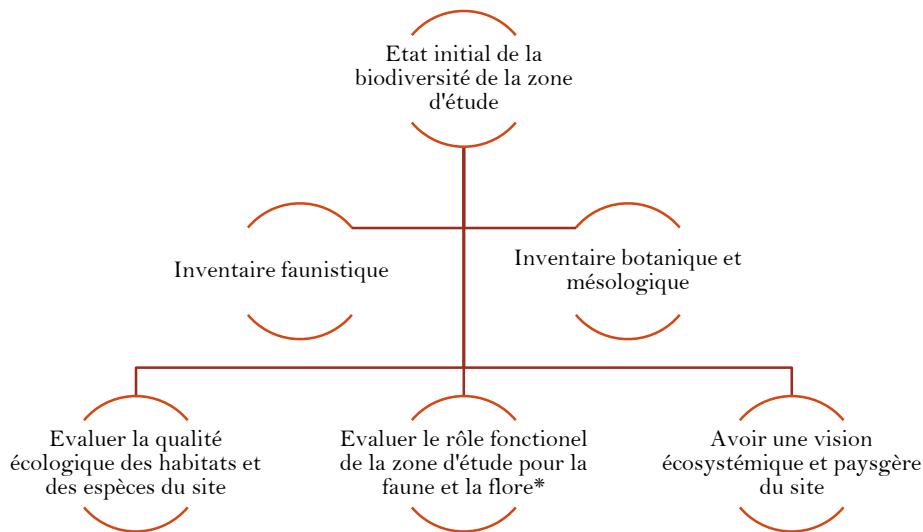 Etat initial de la
biodiversité de la zone
d'étude
Inventaire faunistique
Inventaire botanique et
mésologique
Evaluer la qualité
écologique des habitats et
des espèces du site
Evaluer le rôle fonctionel
de la zone d'étude pour la
faune et la flore*
Avoir une vision
écosystémique et paysgère
du site